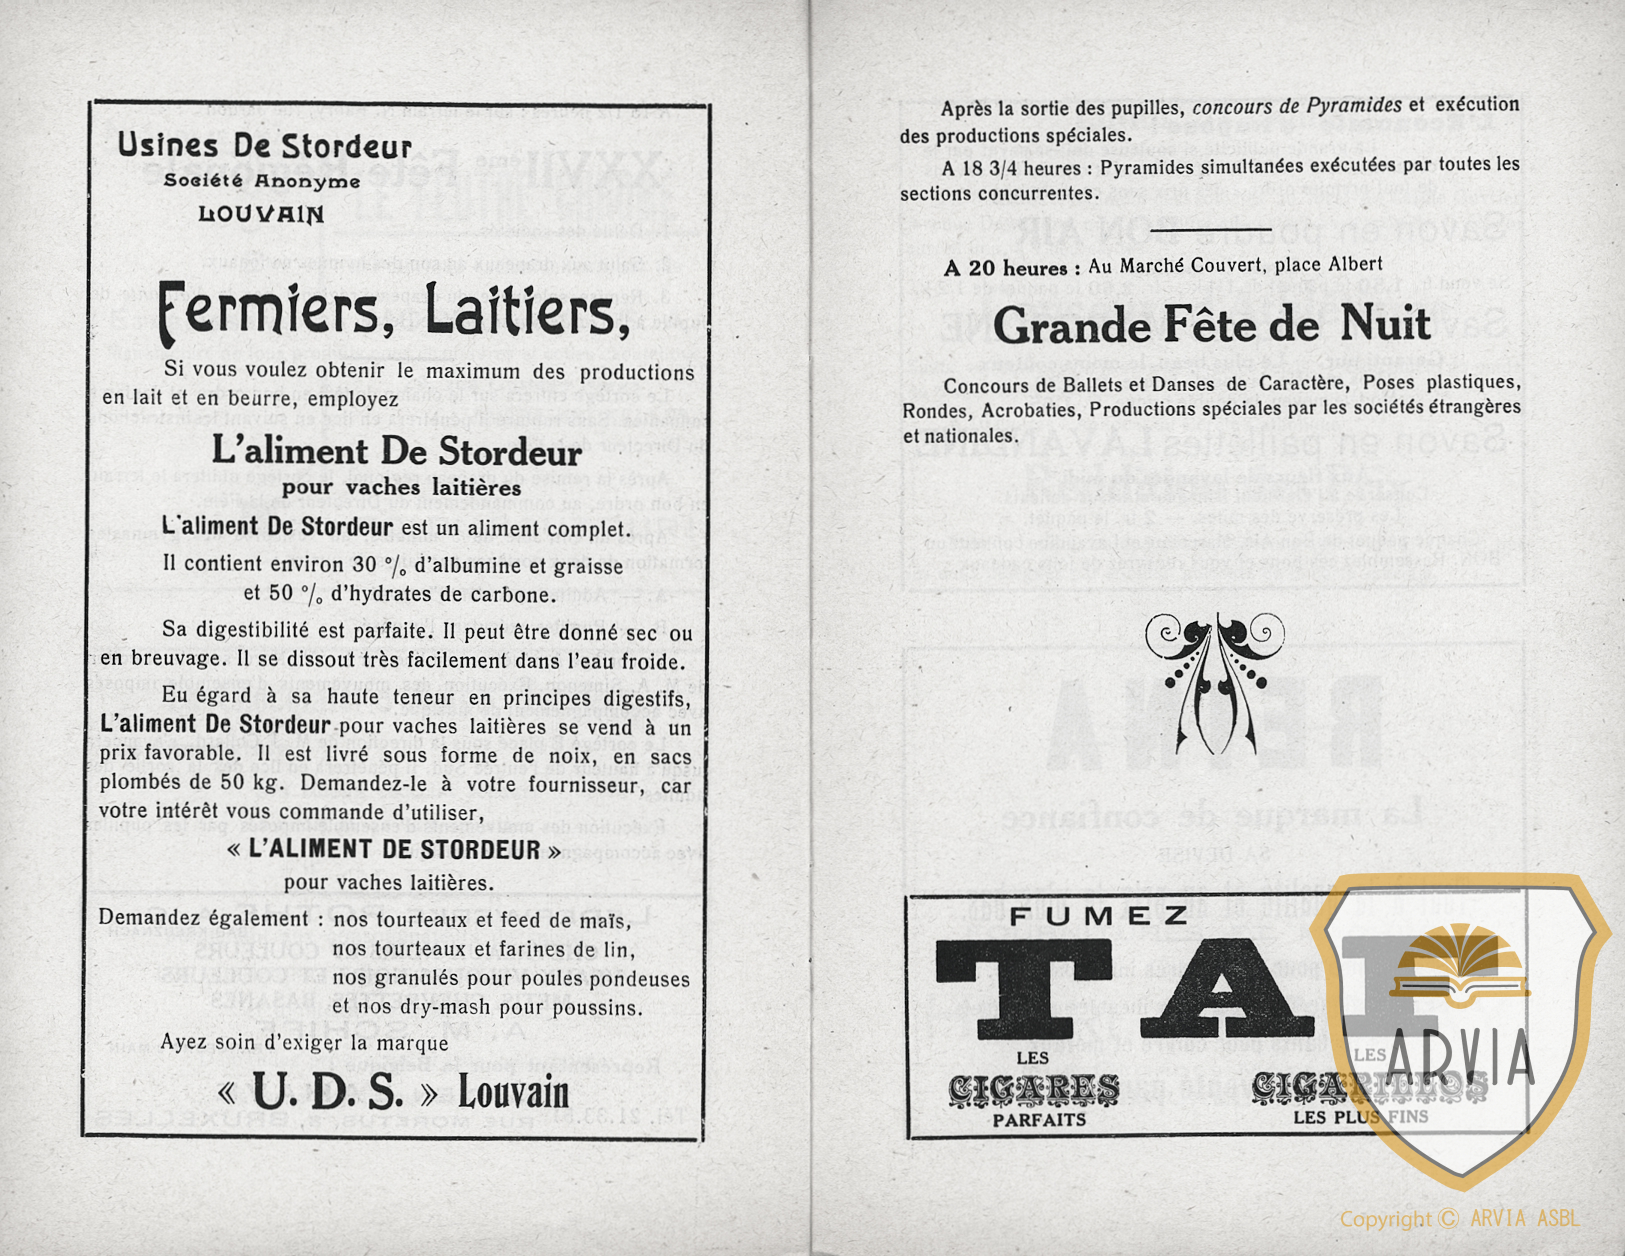 Usines De Stordeur
Société Anonyme
LOUVAIN
Fermiers, Laitiers,
Si vous voulez obtenir le maximum des productions
en lait et en beurre, employez
L'aliment De Stordeur
pour vaches laitières
L'aliment De Stordeur est un aliment complet.
Il contient environ 30 % d'albumine et graisse
et 50 % d'hydrates de carbone.
Sa digestibilité est parfaite. Il peut être donné sec ou
en breuvage. Il se dissout très facilement dans l'eau froide.
Eu égard à sa haute teneur en principes digestifs,
L'aliment De Stordeur pour vaches laitières se vend à un
prix favorable. Il est livré sous forme de noix, en sacs
plombés de 50 kg. Demandez-le à votre fournisseur, car
votre intérêt vous commande d'utiliser,
« L'ALIMENT DE STORDEUR »
pour vaches laitières.
Demandez également : nos tourteaux et feed de maïs,
nos tourteaux et farines de lin,
nos granulés pour poules pondeuses
et nos dry-mash pour poussins.
Ayez soin d'exiger la marque
« U. D. S. » Louvain
Après la sortie des pupilles, concours de Pyramides et exécution
des productions spéciales.
A 18 3/4 heures : Pyramides simultanées exécutées par toutes les
sections concurrentes.
A 20 heures : Au Marché Couvert, place Albert
Grande Fête de Nuit
Concours de Ballets et Danses de Caractère, Poses plastiques,
Rondes, Acrobaties, Productions spéciales par les sociétés étrangères
et nationales.
FUMEZ
TAF
LES CIGARES PARFAITS
LES CIGARILLOS LES PLUS FINS
ARVIA
Copyright © ARVIA ASBL